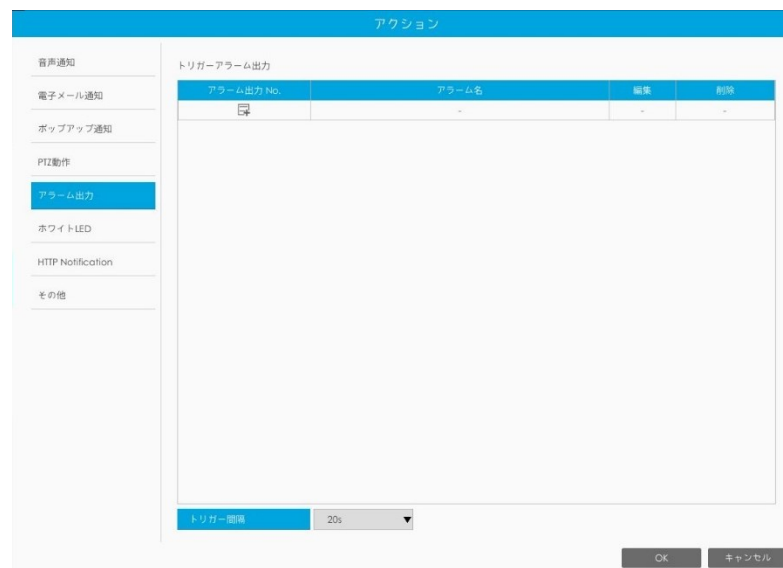 アクション
音声通知
電子メール通知
ポップアップ通知
PTZ動作
アラーム出力
ホワイトLED
HTTP Notification
その他
トリガーアラーム出力
アラーム出力 No. アラーム名 編集 削除
- - -
トリガー間隔 20s
OK キャンセル